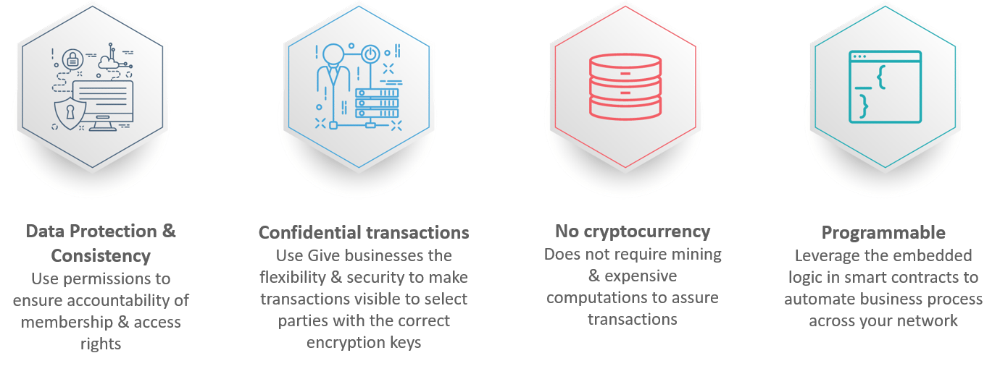 Data Protection &
Consistency
Use permissions to
ensure accountability of
membership & access
rights
Confidential transactions
Use Give businesses the
flexibility & security to make
transactions visible to select
parties with the correct
encryption keys
No cryptocurrency
Does not require mining
& expensive
computations to assure
transactions
Programmable
Leverage the embedded
logic in smart contracts to
automate business process
across your network